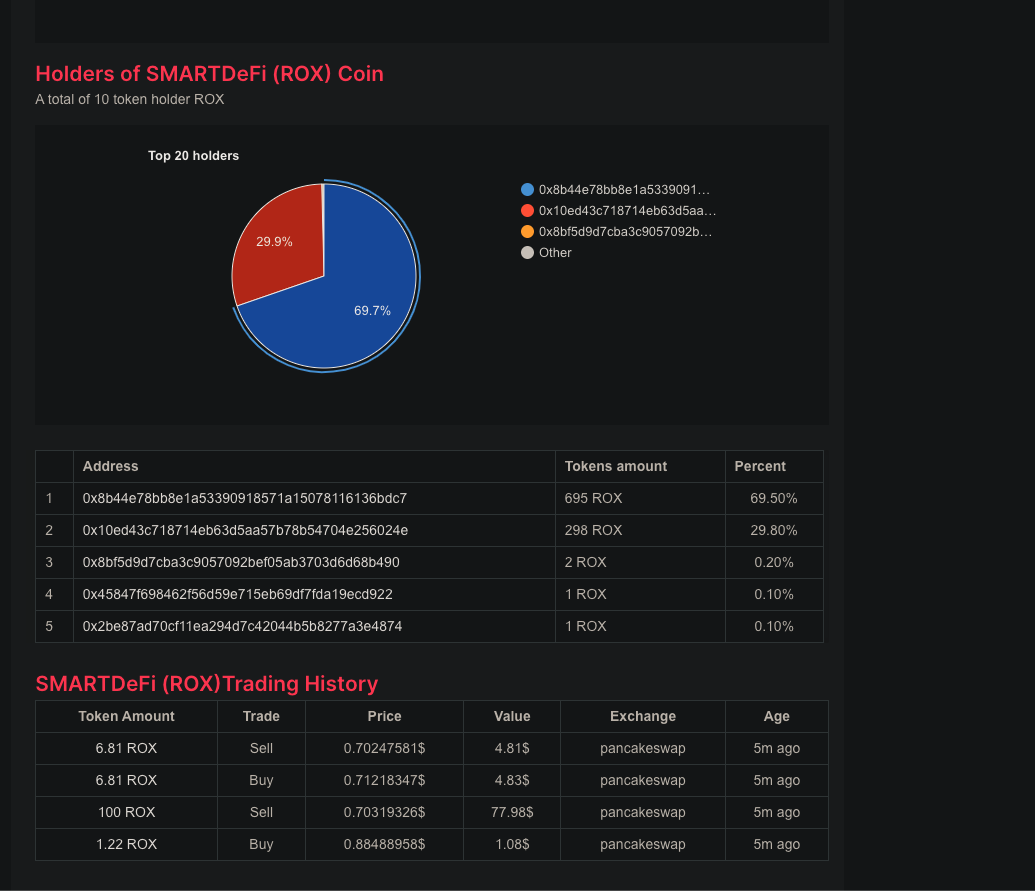 Holders of SMARTDeFi (ROX) Coin
A total of 10 token holder ROX
Top 20 holders
29.9%
69.7%
0x8b44e78bb8e1a5339091…
0x10ed43c718714eb63d5aa…
0x8bf5d9d7cba3c9057092b…
Other
Address Tokens amount Percent
1 0x8b44e78bb8e1a53390918571a15078116136bdc7 695 ROX 69.50%
2 0x10ed43c718714eb63d5aa57b78b54704e256024e 298 ROX 29.80%
3 0x8bf5d9d7cba3c9057092bef05ab3703d6d68b490 2 ROX 0.20%
4 0x45847f698462f56d59e715eb69df7fda19ecd922 1 ROX 0.10%
5 0x2be87ad70cf11ea294d7c42044b5b8277a3e4874 1 ROX 0.10%
SMARTDeFi (ROX)Trading History
Token Amount Trade Price Value Exchange Age
6.81 ROX Sell 0.70247581$ 4.81$ pancakeswap 5m ago
6.81 ROX Buy 0.71218347$ 4.83$ pancakeswap 5m ago
100 ROX Sell 0.70319326$ 77.98$ pancakeswap 5m ago
1.22 ROX Buy 0.88488958$ 1.08$ pancakeswap 5m ago